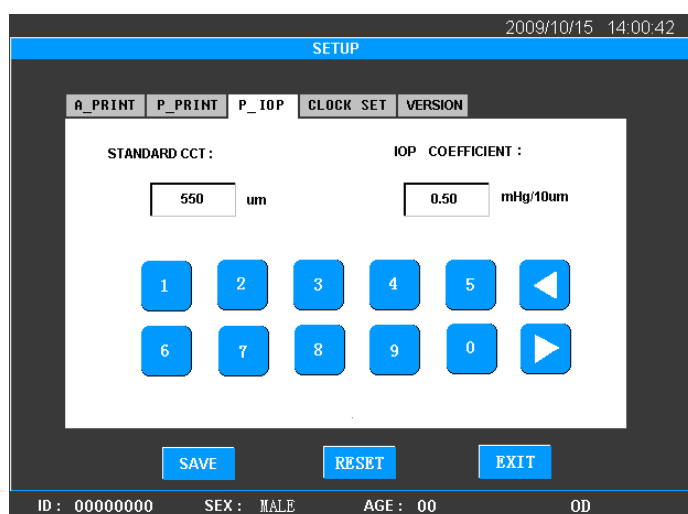 2009/10/15 14:00:42
SETUP
A_PRINT P_PRINT P_IOP CLOCK SET VERSION
STANDARD CCT : IOP COEFFICIENT :
550 um 0.50 mHg/10um
1 2 3 4 5
6 7 8 9 0
SAVE RESET EXIT
ID : 00000000 SEX : MALE AGE : 00 OD